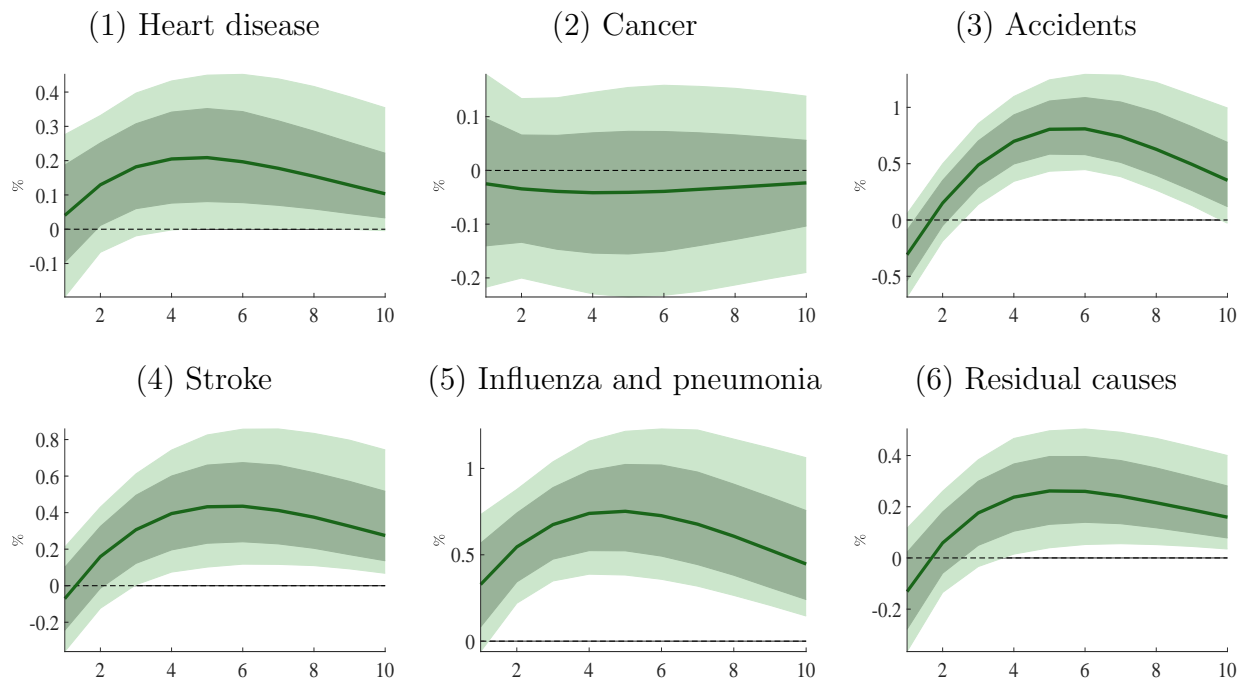 (1) Heart disease
(2) Cancer
(3) Accidents
%
0.4
0.3
0.2
0.1
0
-0.1
2 4 6 8 10
%
0.1
0
-0.1
-0.2
2 4 6 8 10
%
1
0.5
0
-0.5
2 4 6 8 10
(4) Stroke
(5) Influenza and pneumonia
(6) Residual causes
%
0.8
0.6
0.4
0.2
0
-0.2
2 4 6 8 10
%
1
0.5
0
2 4 6 8 10
%
0.4
0.2
0
-0.2
2 4 6 8 10